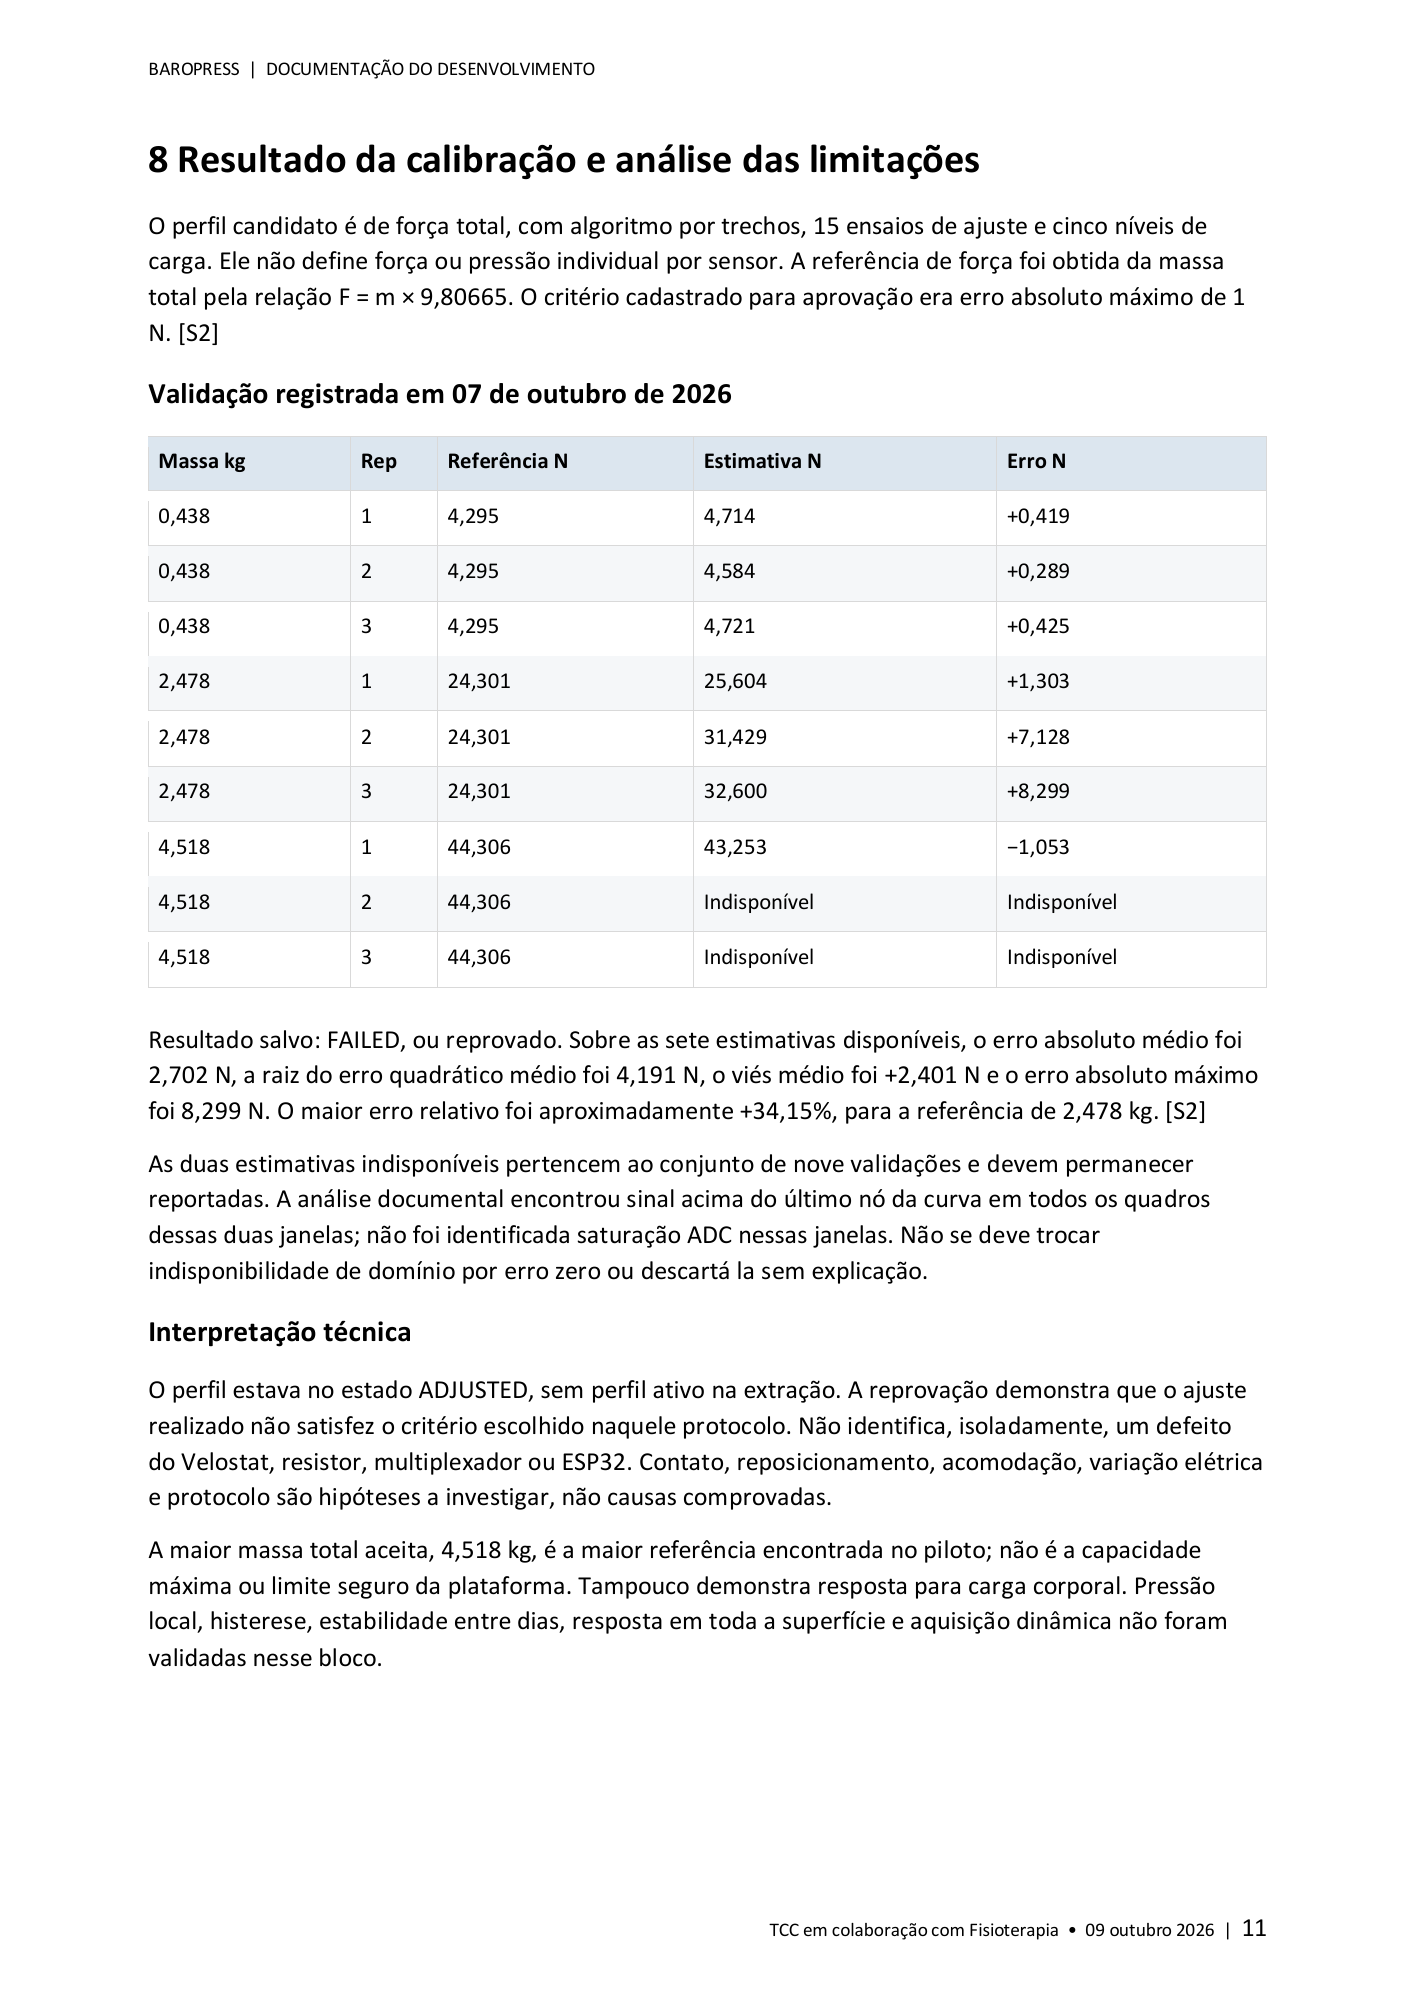 BAROPRESS | DOCUMENTAÇÃO DO DESENVOLVIMENTO
8 Resultado da calibração e análise das limitações
O perfil candidato é de força total, com algoritmo por trechos, 15 ensaios de ajuste e cinco níveis de
carga. Ele não define força ou pressão individual por sensor. A referência de força foi obtida da massa
total pela relação F = m × 9,80665. O critério cadastrado para aprovação era erro absoluto máximo de 1
N. [S2]
Validação registrada em 07 de outubro de 2026
Massa kg Rep Referência N Estimativa N Erro N
0,438 1 4,295 4,714 +0,419
0,438 2 4,295 4,584 +0,289
0,438 3 4,295 4,721 +0,425
2,478 1 24,301 25,604 +1,303
2,478 2 24,301 31,429 +7,128
2,478 3 24,301 32,600 +8,299
4,518 1 44,306 43,253 −1,053
4,518 2 44,306 Indisponível Indisponível
4,518 3 44,306 Indisponível Indisponível
Resultado salvo: FAILED, ou reprovado. Sobre as sete estimativas disponíveis, o erro absoluto médio foi
2,702 N, a raiz do erro quadrático médio foi 4,191 N, o viés médio foi +2,401 N e o erro absoluto máximo
foi 8,299 N. O maior erro relativo foi aproximadamente +34,15%, para a referência de 2,478 kg. [S2]
As duas estimativas indisponíveis pertencem ao conjunto de nove validações e devem permanecer
reportadas. A análise documental encontrou sinal acima do último nó da curva em todos os quadros
dessas duas janelas; não foi identificada saturação ADC nessas janelas. Não se deve trocar
indisponibilidade de domínio por erro zero ou descartá la sem explicação.
Interpretação técnica
O perfil estava no estado ADJUSTED, sem perfil ativo na extração. A reprovação demonstra que o ajuste
realizado não satisfez o critério escolhido naquele protocolo. Não identifica, isoladamente, um defeito
do Velostat, resistor, multiplexador ou ESP32. Contato, reposicionamento, acomodação, variação elétrica
e protocolo são hipóteses a investigar, não causas comprovadas.
A maior massa total aceita, 4,518 kg, é a maior referência encontrada no piloto; não é a capacidade
máxima ou limite seguro da plataforma. Tampouco demonstra resposta para carga corporal. Pressão
local, histerese, estabilidade entre dias, resposta em toda a superfície e aquisição dinâmica não foram
validadas nesse bloco.
TCC em colaboração com Fisioterapia • 09 outubro 2026 | 11